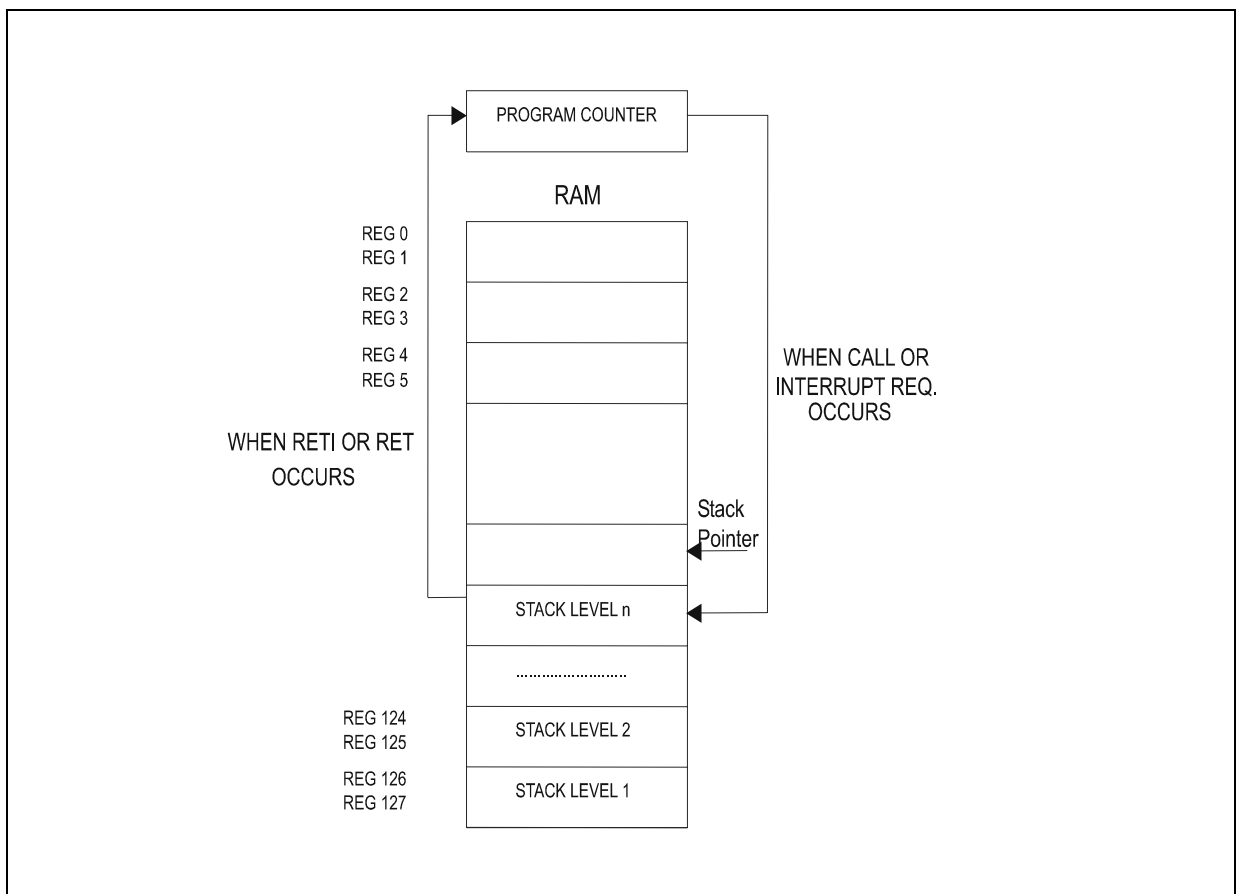 PROGRAM COUNTER
RAM
REG 0
REG 1
REG 2
REG 3
REG 4
REG 5
WHEN CALL OR
INTERRUPT REQ.
OCCURS
WHEN RETI OR RET
OCCURS
Stack
Pointer
STACK LEVEL n
...........................
REG 124
REG 125
STACK LEVEL 2
REG 126
REG 127
STACK LEVEL 1